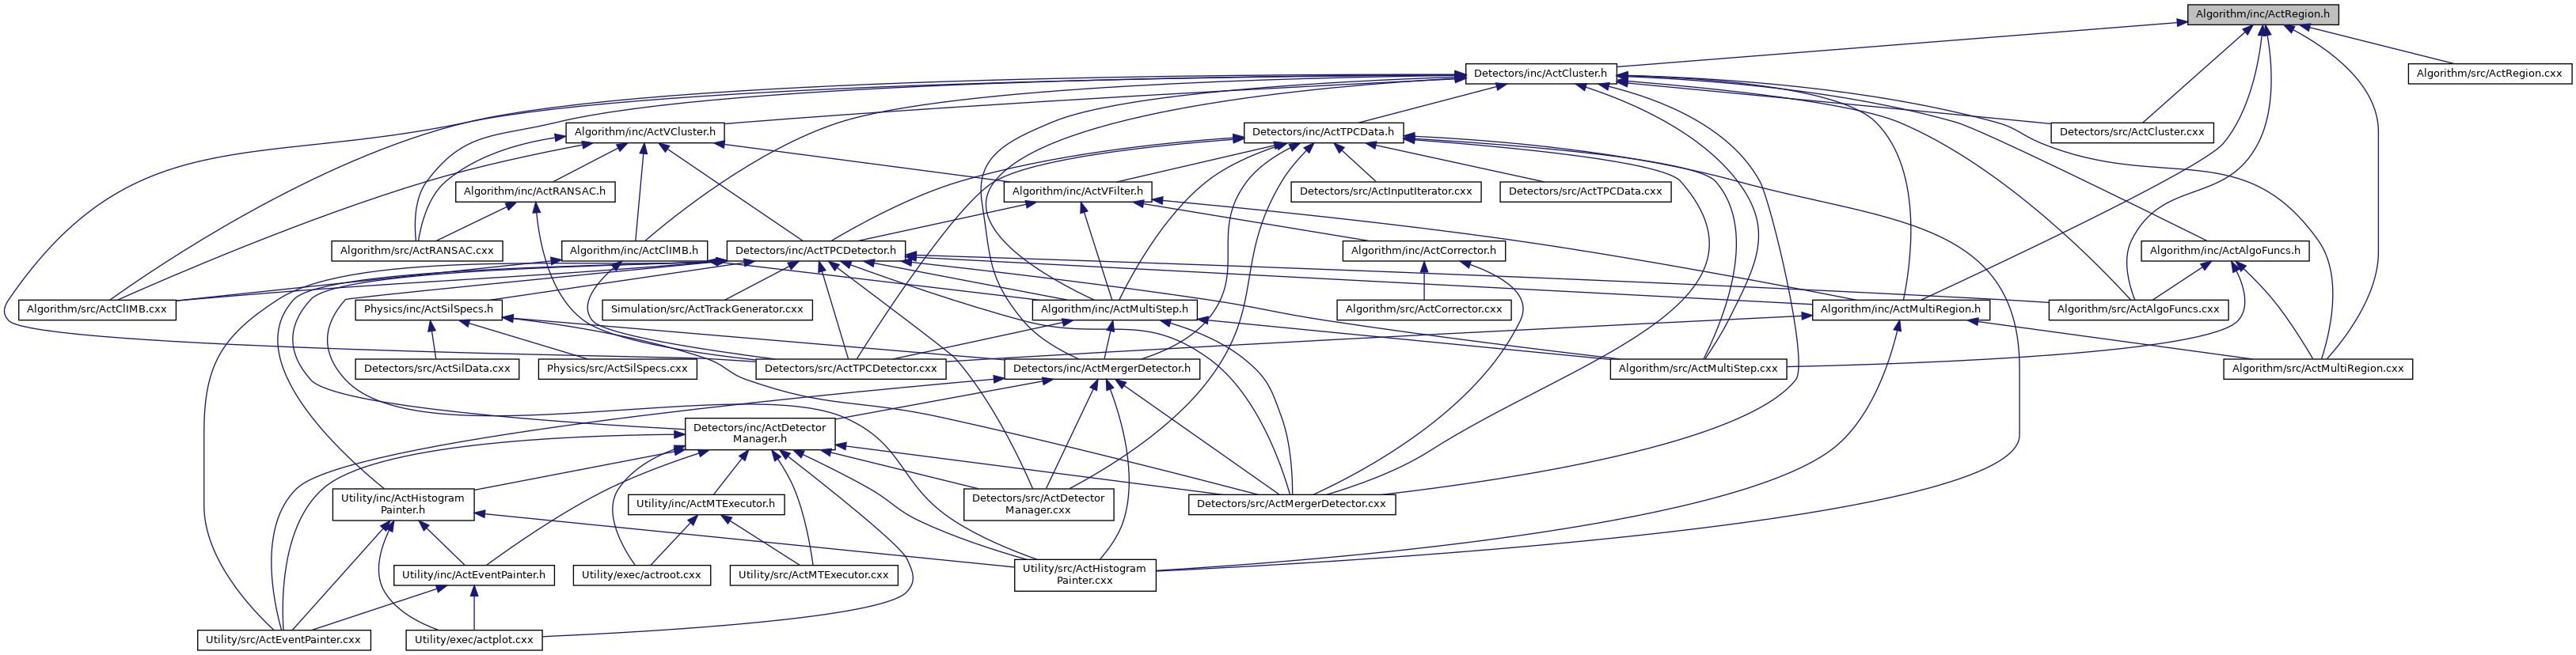 Algorithm/inc/ActRegion.h
Detectors/inc/ActCluster.h
Algorithm/src/ActRegion.cxx
Algorithm/inc/ActVCluster.h
Detectors/inc/ActTPCData.h
Detectors/src/ActCluster.cxx
Algorithm/inc/ActRANSAC.h
Algorithm/inc/ActVFilter.h
Detectors/src/ActInputIterator.cxx
Detectors/src/ActTPCData.cxx
Algorithm/src/ActRANSAC.cxx
Algorithm/inc/ActClIMB.h
Detectors/inc/ActTPCDetector.h
Algorithm/inc/ActCorrector.h
Algorithm/inc/ActAlgoFuncs.h
Algorithm/src/ActClIMB.cxx
Physics/inc/ActSilSpecs.h
Simulation/src/ActTrackGenerator.cxx
Algorithm/inc/ActMultiStep.h
Algorithm/src/ActCorrector.cxx
Algorithm/inc/ActMultiRegion.h
Algorithm/src/ActAlgoFuncs.cxx
Detectors/src/ActSilData.cxx
Physics/src/ActSilSpecs.cxx
Detectors/src/ActTPCDetector.cxx
Detectors/inc/ActMergerDetector.h
Algorithm/src/ActMultiStep.cxx
Algorithm/src/ActMultiRegion.cxx
Detectors/inc/ActDetector
Manager.h
Utility/inc/ActHistogram
Painter.h
Utility/inc/ActMTExecutor.h
Detectors/src/ActDetector
Manager.cxx
Detectors/src/ActMergerDetector.cxx
Utility/inc/ActEventPainter.h
Utility/exec/actroot.cxx
Utility/src/ActMTExecutor.cxx
Utility/src/ActHistogram
Painter.cxx
Utility/src/ActEventPainter.cxx
Utility/exec/actplot.cxx